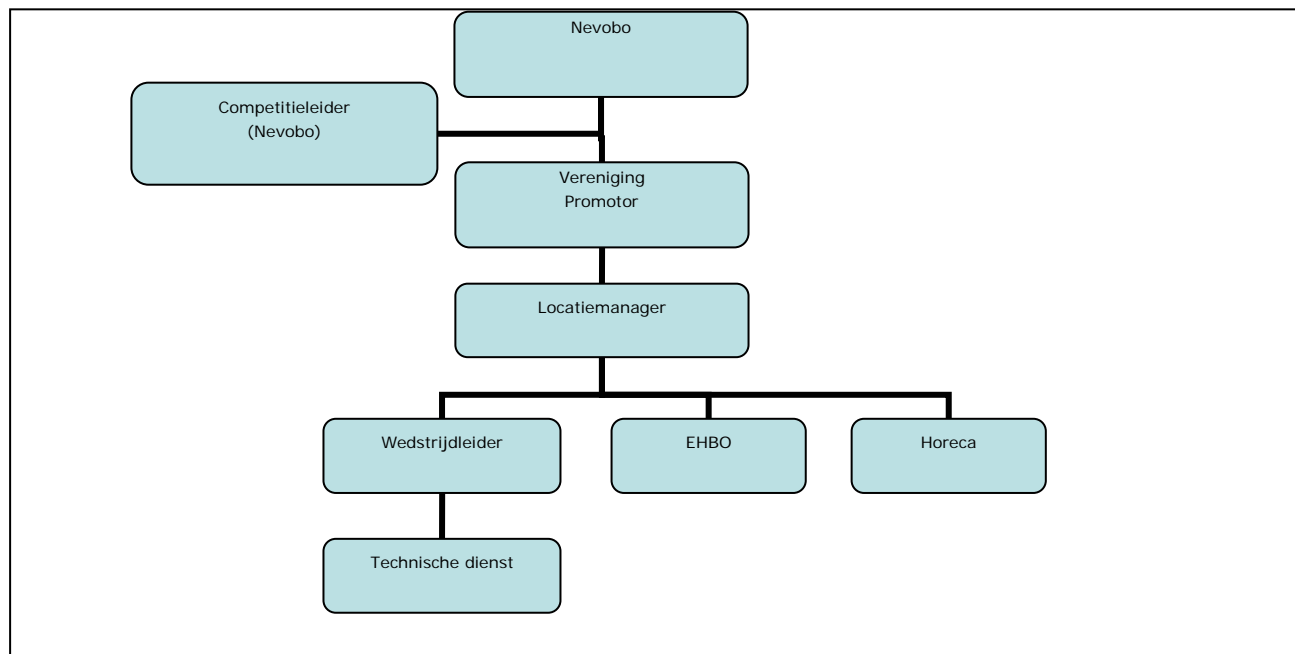 Nevobo
Competitieleider
(Nevobo)
Vereniging
Promotor
Locatiemanager
Wedstrijdleider
EHBO
Horeca
Technische dienst